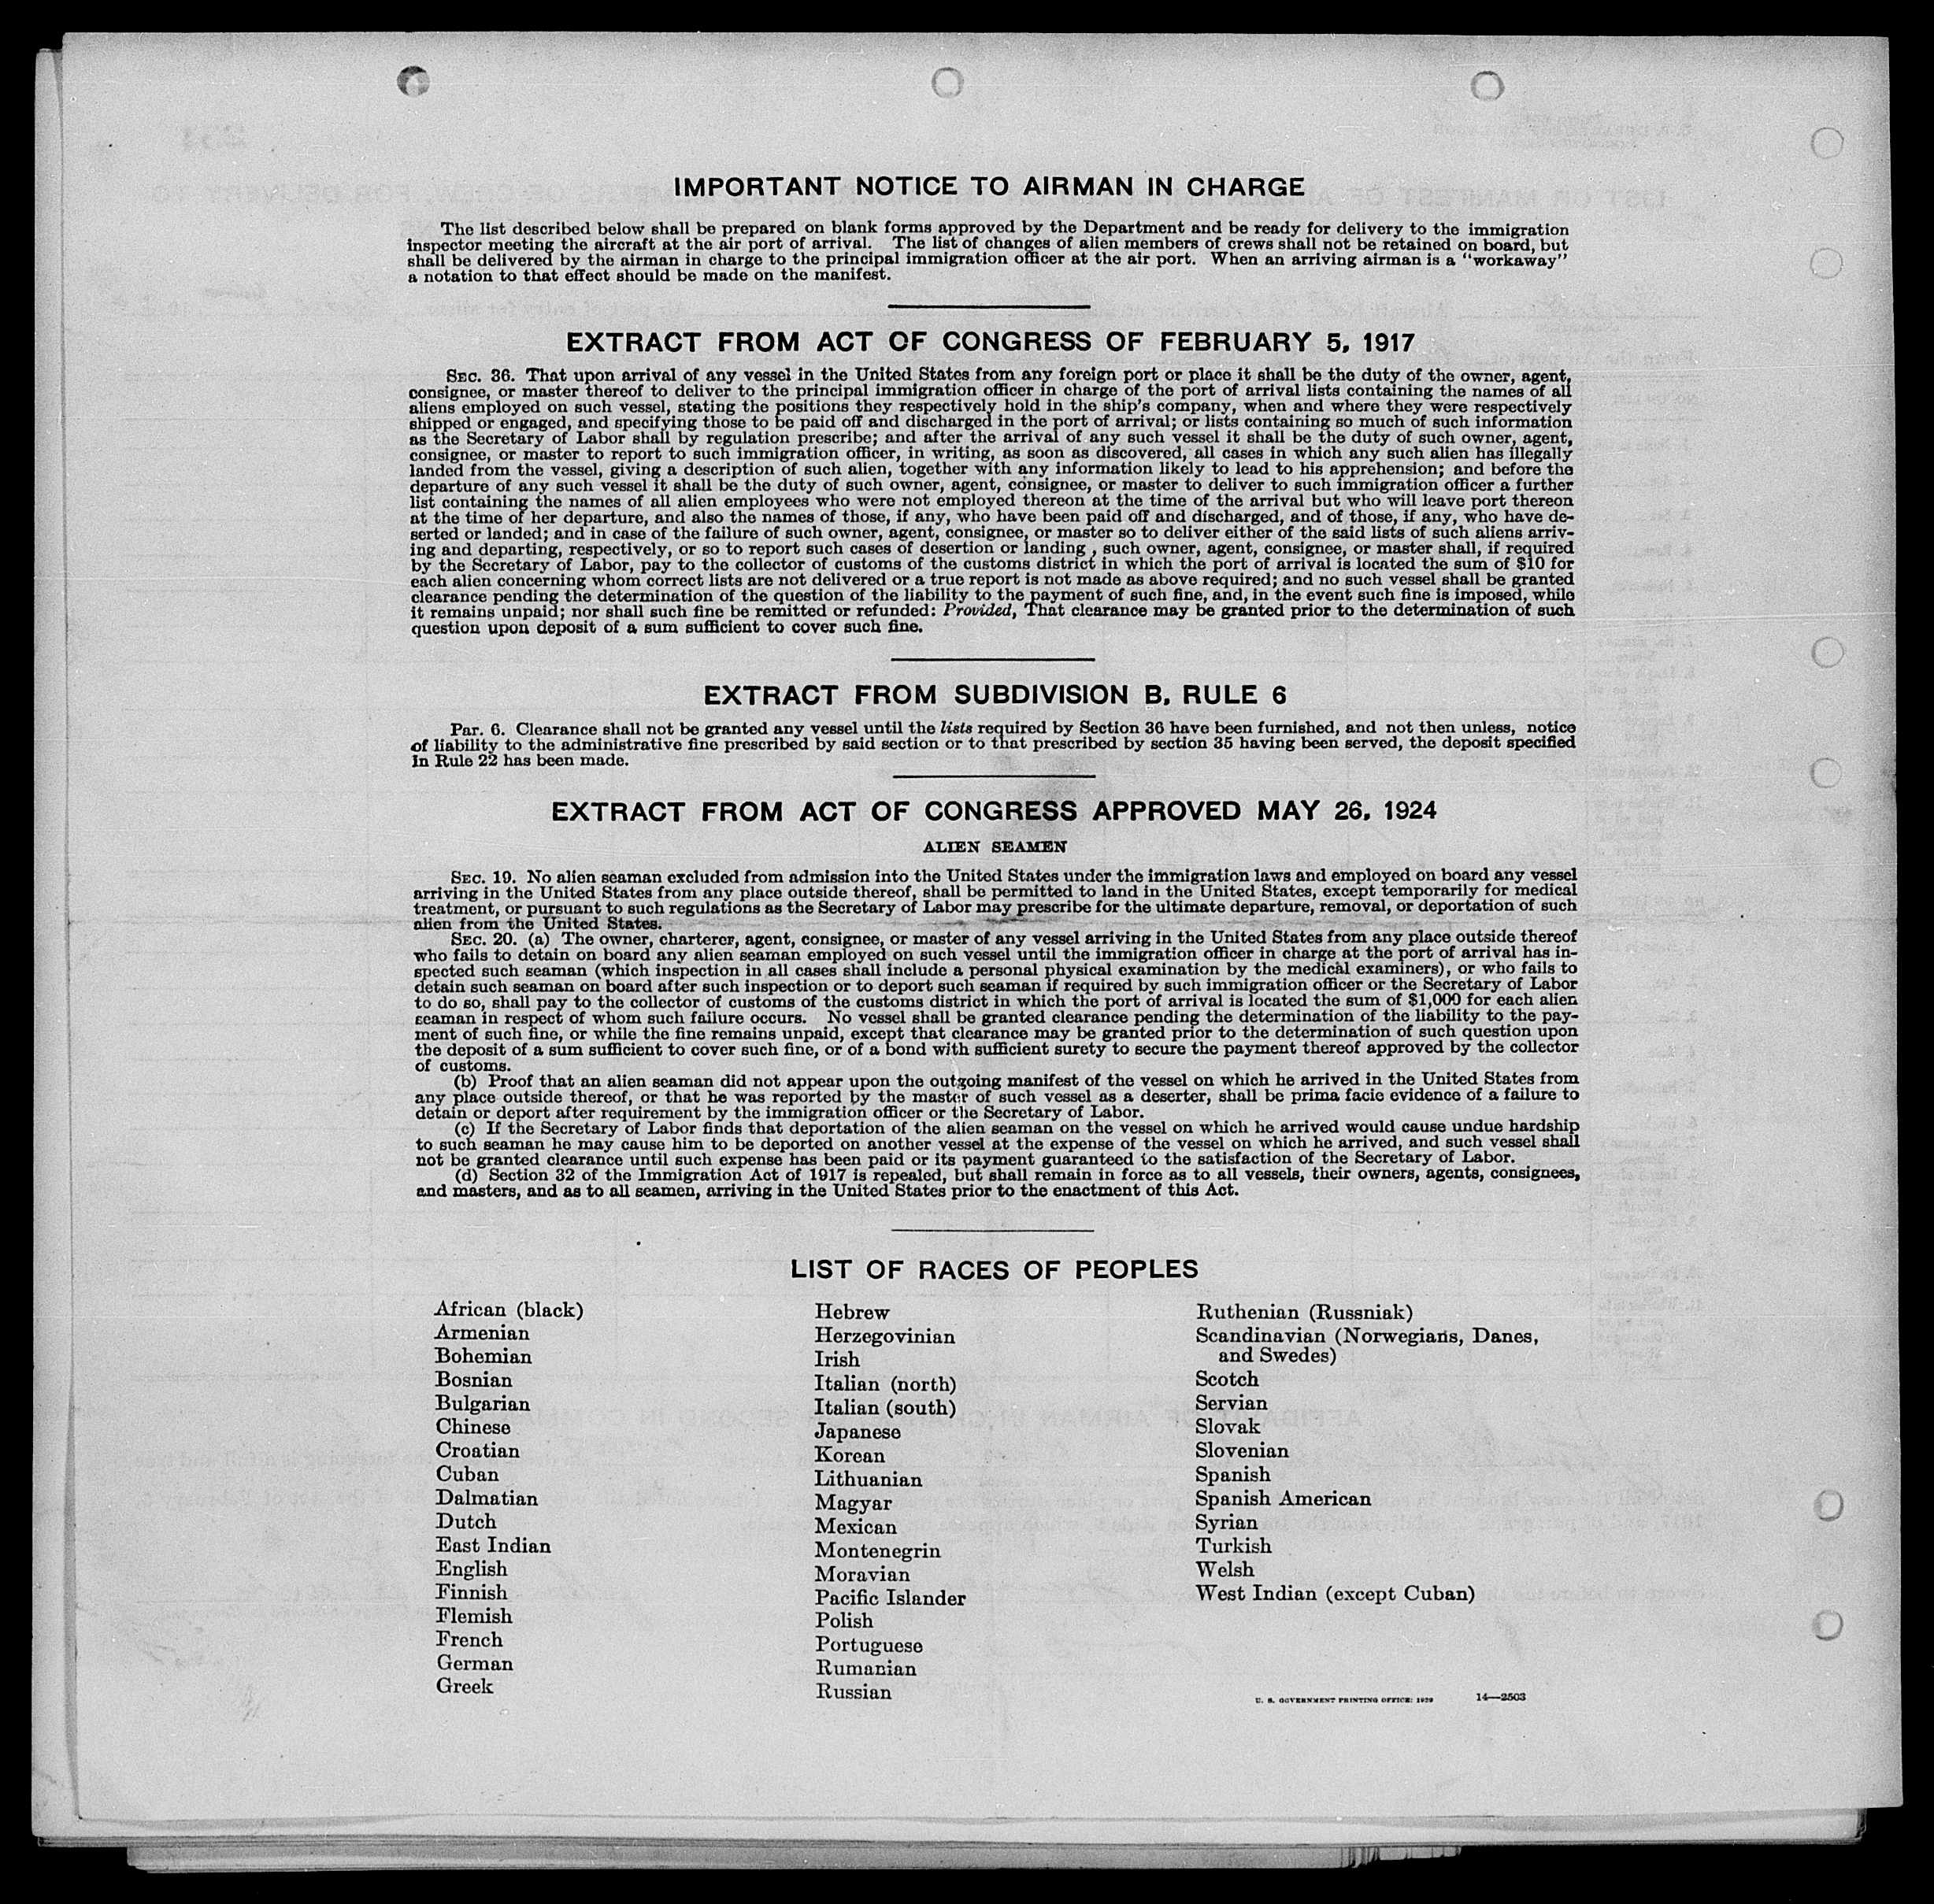 IMPORTANT NOTICE TO AIRMAN IN CHARGE
The list described below shall be prepared on blank forms approved by the Department and be ready for delivery to the immigration
inspector meeting the aircraft at the air port of arrival. The list of changes of alien members of crews shall not be retained on board, but
shall be delivered by the airman in charge to the principal immigration officer at the air port. When an arriving airman is a "workaway"
a notation to that effect should be made on the manifest.
EXTRACT FROM ACT OF CONGRESS OF FEBRUARY 5, 1917
SEC. 36. That upon arrival of any vessel in the United States from any foreign port or place it shall be the duty of the owner, agent,
consignee, or master thereof to deliver to the principal immigration officer in charge of the port of arrival lists containing the names of all
aliens employed on such vessel, stating the positions they respectively hold in the ship's company, when and where they were respectively
shipped or engaged, and specifying those to be paid off and discharged in the port of arrival; or lists containing so much of such information
as the Secretary of Labor shall by regulation prescribe; and after the arrival of any such vessel it shall be the duty of such owner, agent,
consignee, or master to report to such immigration officer, in writing, as soon as discovered, all cases in which any such alien has illegally
landed from the vessel, giving a description of such alien, together with any information likely to lead to his apprehension; and before the
departure of any such vessel it shall be the duty of such owner, agent, consignee, or master to deliver to such immigration officer a further
list containing the names of all alien employees who were not employed thereon at the time of the arrival but who will leave port thereon
at the time of her departure, and also the names of those, if any, who have been paid off and discharged, and of those, if any, who have de-
serted or landed; and in case of the failure of such owner, agent, consignee, or master so to deliver either of the said lists of such aliens arriv-
ing and departing, respectively, or so to report such cases of desertion or landing , such owner, agent, consignee, or master shall, if required
by the Secretary of Labor, pay to the collector of customs of the customs district in which the port of arrival is located the sum of $10 for
each alien concerning whom correct lists are not delivered or a true report is not made as above required; and no such vessel shall be granted
clearance pending the determination of the question of the liability to the payment of such fine, and, in the event such fine is imposed, while
it remains unpaid; nor shall such fine be remitted or refunded: Provided, That clearance may be granted prior to the determination of such
question upon deposit of a sum sufficient to cover such fine.
EXTRACT FROM SUBDIVISION B, RULE 6
Par. 6. Clearance shall not be granted any vessel until the lists required by Section 36 have been furnished, and not then unless, notice
of liability to the administrative fine prescribed by said section or to that prescribed by section 35 having been served, the deposit specified
in Rule 22 has been made.
EXTRACT FROM ACT OF CONGRESS APPROVED MAY 26, 1924
ALIEN SEAMEN
SEC. 19. No alien seaman excluded from admission into the United States under the immigration laws and employed on board any vessel
arriving in the United States from any place outside thereof, shall be permitted to land in the United States, except temporarily for medical
treatment, or pursuant to such regulations as the Secretary of Labor may prescribe for the ultimate departure, removal, or deportation of such
alien from the United States.
SEC. 20. (a) The owner, charterer, agent, consignee, or master of any vessel arriving in the United States from any place outside thereof
who fails to detain on board any alien seaman employed on such vessel until the immigration officer in charge at the port of arrival has in-
spected such seaman (which inspection in all cases shall include a personal physical examination by the medical examiners), or who fails to
detain such seaman on board after such inspection or to deport such seaman if required by such immigration officer or the Secretary of Labor
to do so, shall pay to the collector of customs of the customs district in which the port of arrival is located the sum of $1,000 for each alien
seaman in respect of whom such failure occurs. No vessel shall be granted clearance pending the determination of the liability to the pay-
ment of such fine, or while the fine remains unpaid, except that clearance may be granted prior to the determination of such question upon
the deposit of a sum sufficient to cover such fine, or of a bond with sufficient surety to secure the payment thereof approved by the collector
of customs.
(b) Proof that an alien seaman did not appear upon the outgoing manifest of the vessel on which he arrived in the United States from
any place outside thereof, or that he was reported by the master of such vessel as a deserter, shall be prima facie evidence of a failure to
detain or deport after requirement by the immigration officer or the Secretary of Labor.
(c) If the Secretary of Labor finds that deportation of the alien seaman on the vessel on which he arrived would cause undue hardship
to such seaman he may cause him to be deported on another vessel at the expense of the vessel on which he arrived, and such vessel shall
not be granted clearance until such expense has been paid or its payment guaranteed to the satisfaction of the Secretary of Labor.
(d) Section 32 of the Immigration Act of 1917 is repealed, but shall remain in force as to all vessels, their owners, agents, consignees,
and masters, and as to all seamen, arriving in the United States prior to the enactment of this Act.
LIST OF RACES OF PEOPLES
African (black)
Armenian
Bohemian
Bosnian
Bulgarian
Chinese
Croatian
Cuban
Dalmatian
Dutch
East Indian
English
Finnish
Flemish
French
German
Greek
Hebrew
Herzegovinian
Irish
Italian (north)
Italian (south)
Japanese
Korean
Lithuanian
Magyar
Mexican
Montenegrin
Moravian
Pacific Islander
Polish
Portuguese
Rumanian
Russian
Ruthenian (Russniak)
Scandinavian (Norwegians, Danes,
and Swedes)
Scotch
Servian
Slovak
Slovenian
Spanish
Spanish American
Syrian
Turkish
Welsh
West Indian (except Cuban)
U. S. GOVERNMENT PRINTING OFFICE: 1929 14—2503